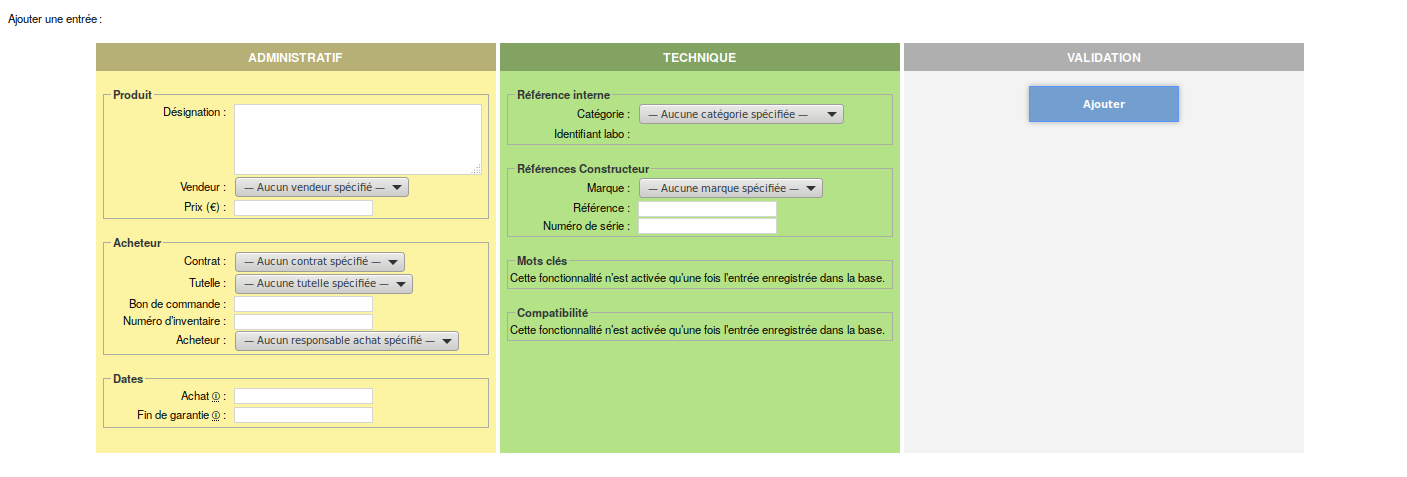 Ajouter une entrée :
ADMINISTRATIF
Produit
Désignation :
Vendeur : — Aucun vendeur spécifié —
Prix (€) :
Acheteur
Contrat : — Aucun contrat spécifié —
Tutelle : — Aucune tutelle spécifiée —
Bon de commande :
Numéro d'inventaire :
Acheteur : — Aucun responsable achat spécifié —
Dates
Achat ⓘ :
Fin de garantie ⓘ :
TECHNIQUE
Référence interne
Catégorie : — Aucune catégorie spécifiée —
Identifiant labo :
Références Constructeur
Marque : — Aucune marque spécifiée —
Référence :
Numéro de série :
Mots clés
Cette fonctionnalité n'est activée qu'une fois l'entrée enregistrée dans la base.
Compatibilité
Cette fonctionnalité n'est activée qu'une fois l'entrée enregistrée dans la base.
VALIDATION
Ajouter